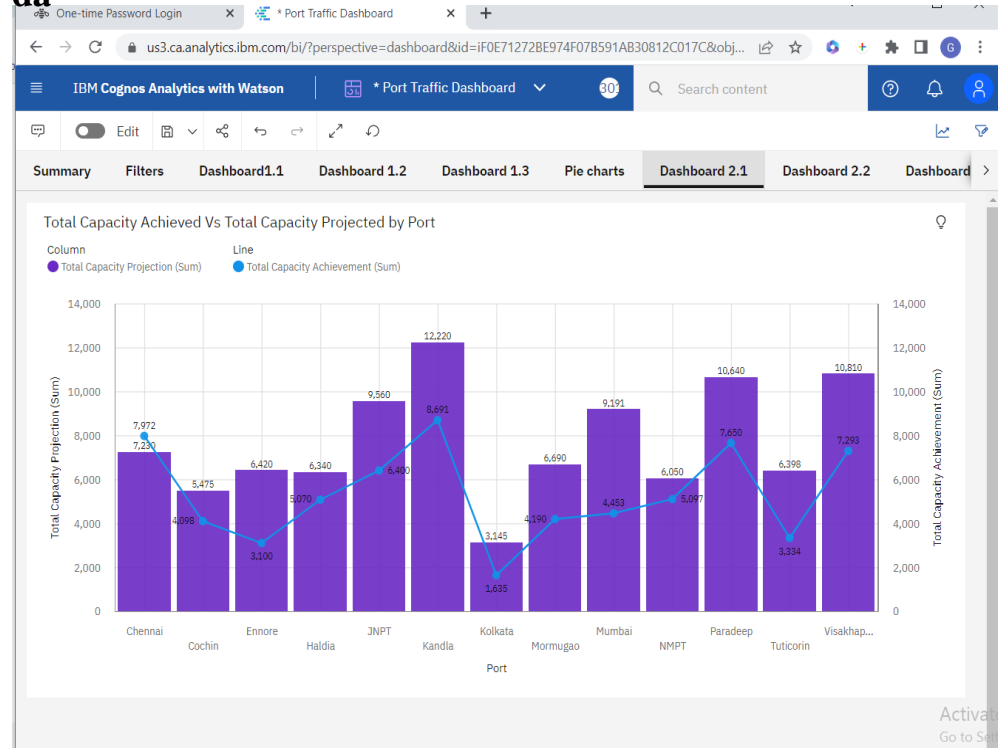 da
One-time Password Login
* Port Traffic Dashboard
us3.ca.analytics.ibm.com/bi/?perspective=dashboard&id=iF0E71272BE974F07B591AB30812C017C&obj...
G
IBM Cognos Analytics with Watson
* Port Traffic Dashboard
30
Search content
Edit
Summary Filters Dashboard1.1 Dashboard 1.2 Dashboard 1.3 Pie charts Dashboard 2.1 Dashboard 2.2 Dashboard
Total Capacity Achieved Vs Total Capacity Projected by Port
Column Line
Total Capacity Projection (Sum) Total Capacity Achievement (Sum)
Total Capacity Projection (Sum)
14,000
12,000
10,000
8,000
6,000
4,000
2,000
0
7,972
7,230
5,475
4,098
6,420
3,100
6,340
5,070
9,560
6,400
12,220
8,691
3,145
1,635
6,690
4,190
9,191
4,453
6,050
5,097
10,640
7,650
6,398
3,334
10,810
7,293
14,000
12,000
10,000
8,000
6,000
4,000
2,000
0
Total Capacity Achievement (Sum)
Chennai Ennore JNPT Kolkata Mumbai Paradeep Visakhap...
Cochin Haldia Kandla Mormugao NMPT Tuticorin
Port
Activat
Go to Set